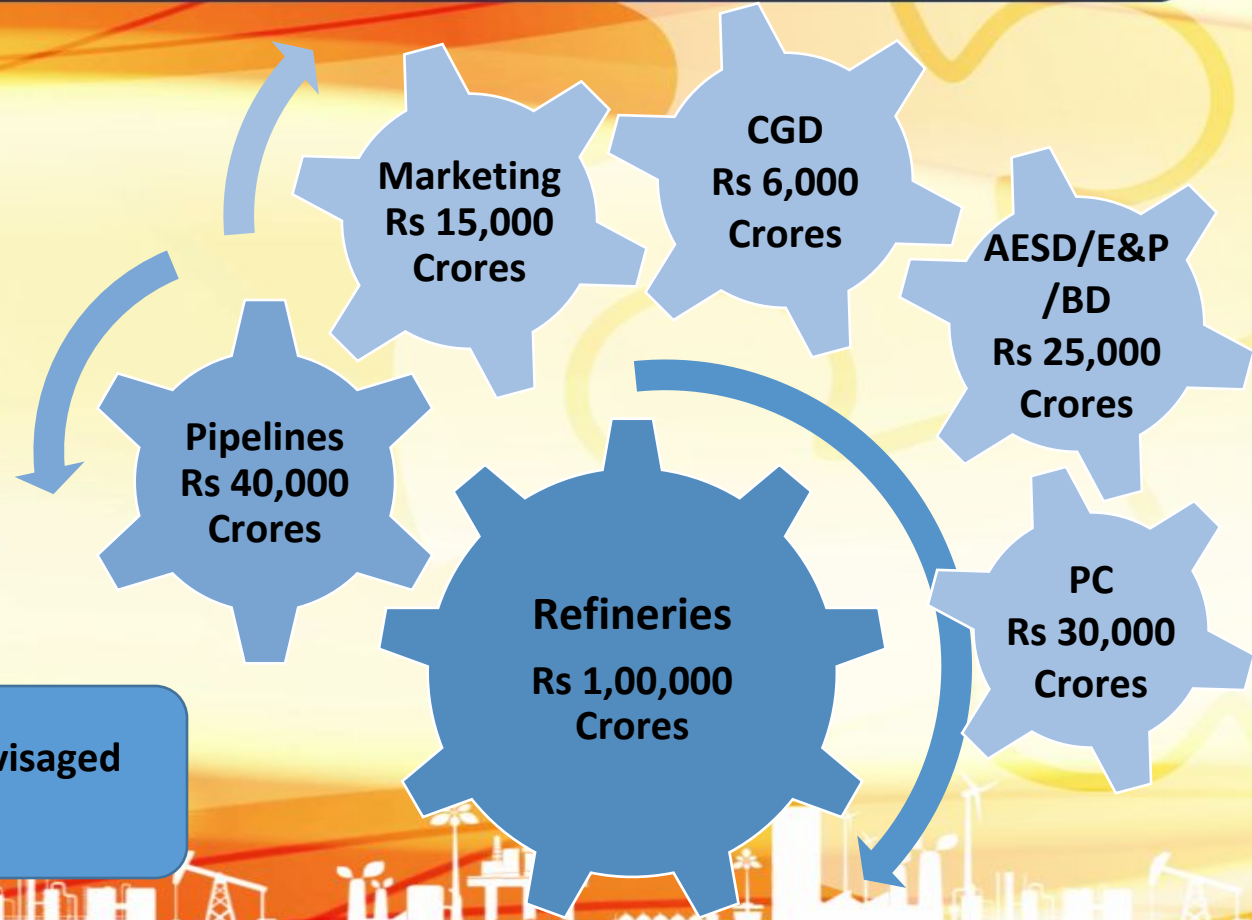 Marketing
Rs 15,000
Crores
CGD
Rs 6,000
Crores
AESD/E&P
/BD
Rs 25,000
Crores
Pipelines
Rs 40,000
Crores
Refineries
Rs 1,00,000
Crores
PC
Rs 30,000
Crores
visaged